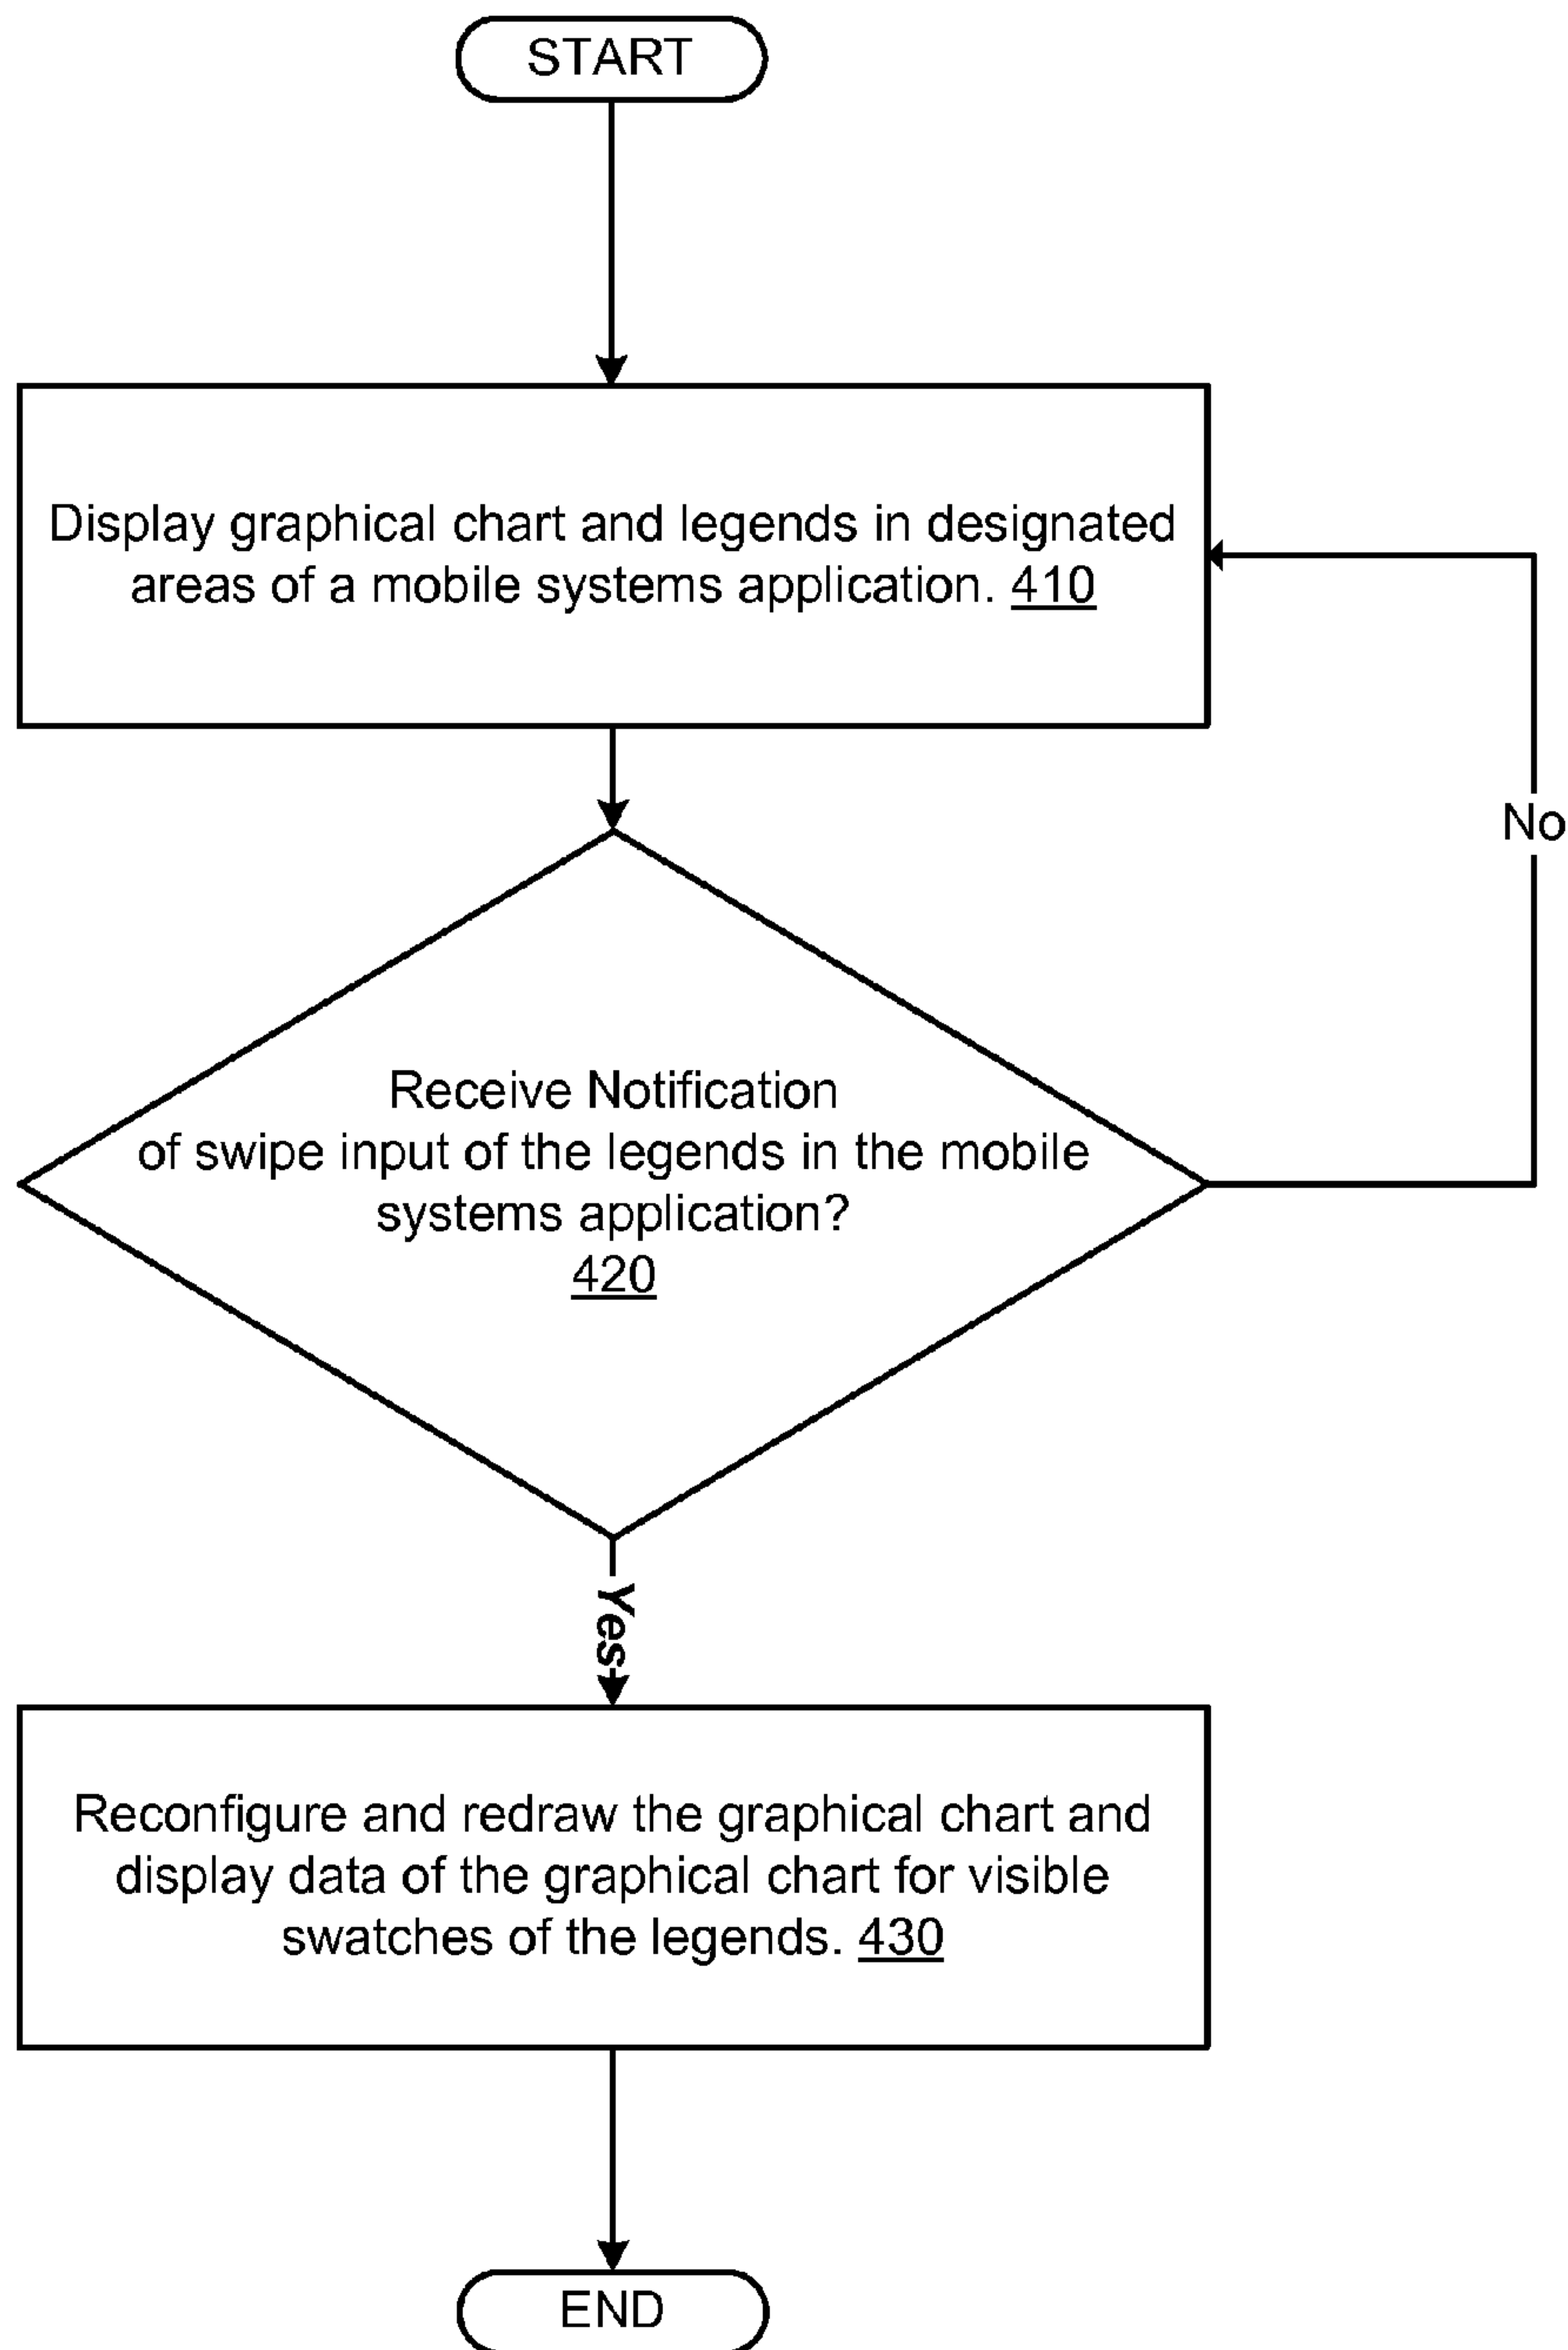 START
Display graphical chart and legends in designated
areas of a mobile systems application. 410
No
Receive Notification
of swipe input of the legends in the mobile
systems application?
420
Yes
Reconfigure and redraw the graphical chart and
display data of the graphical chart for visible
swatches of the legends. 430
END